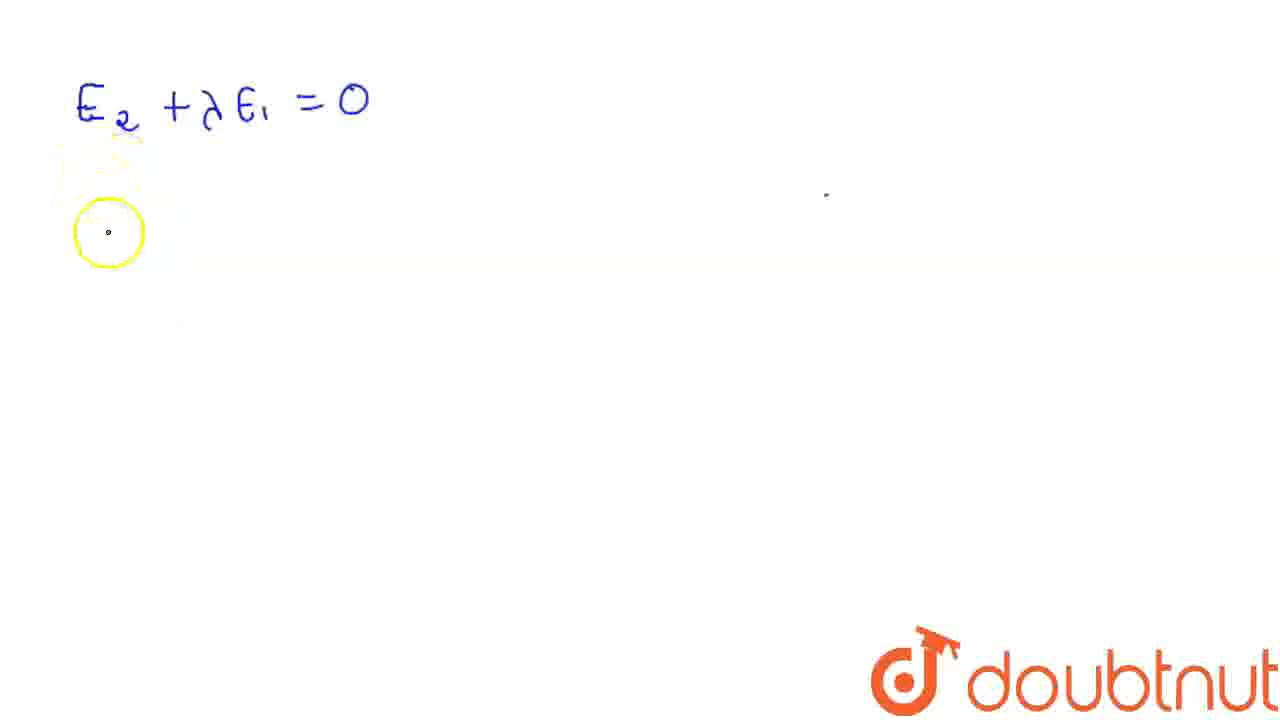 E₂ + λE₁ = 0
doubtnut